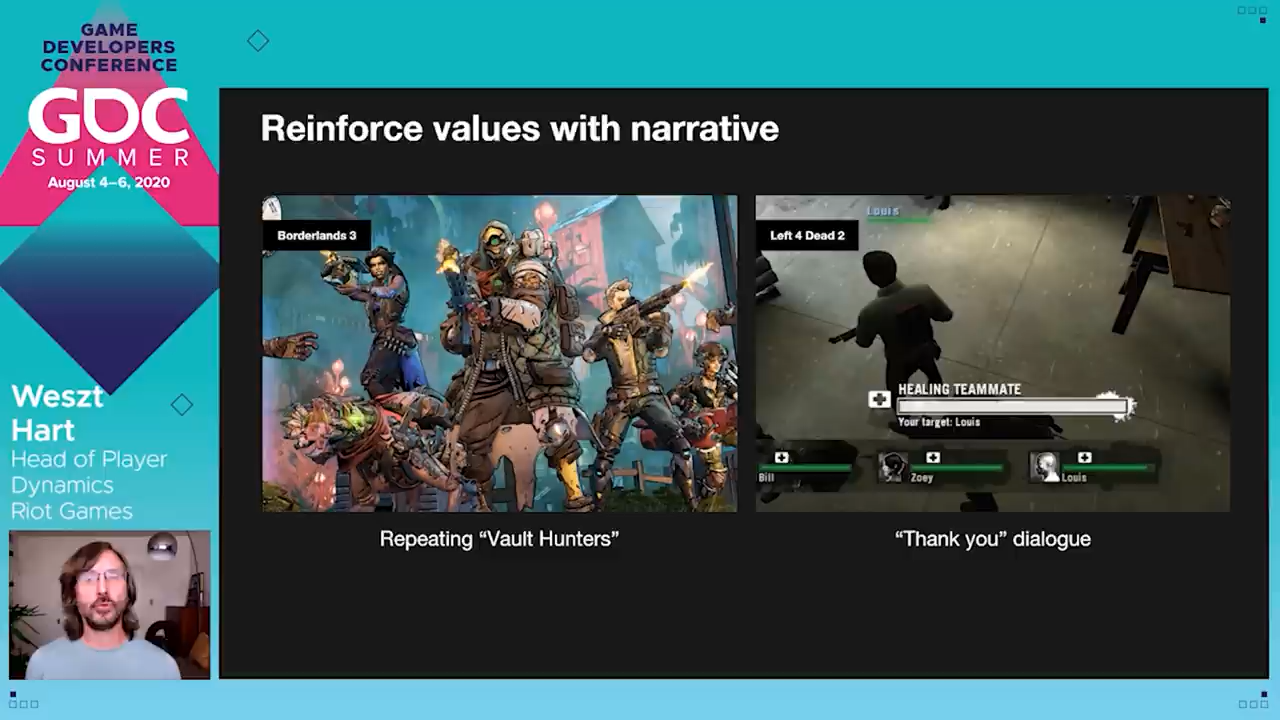 GAME
DEVELOPERS
CONFERENCE
GDC
SUMMER
August 4–6, 2020
Weszt
Hart
Head of Player
Dynamics
Riot Games
Reinforce values with narrative
Borderlands 3
Repeating “Vault Hunters”
Louis
Left 4 Dead 2
HEALING TEAMMATE
Your target: Louis
Bill
Zoey
Louis
“Thank you” dialogue